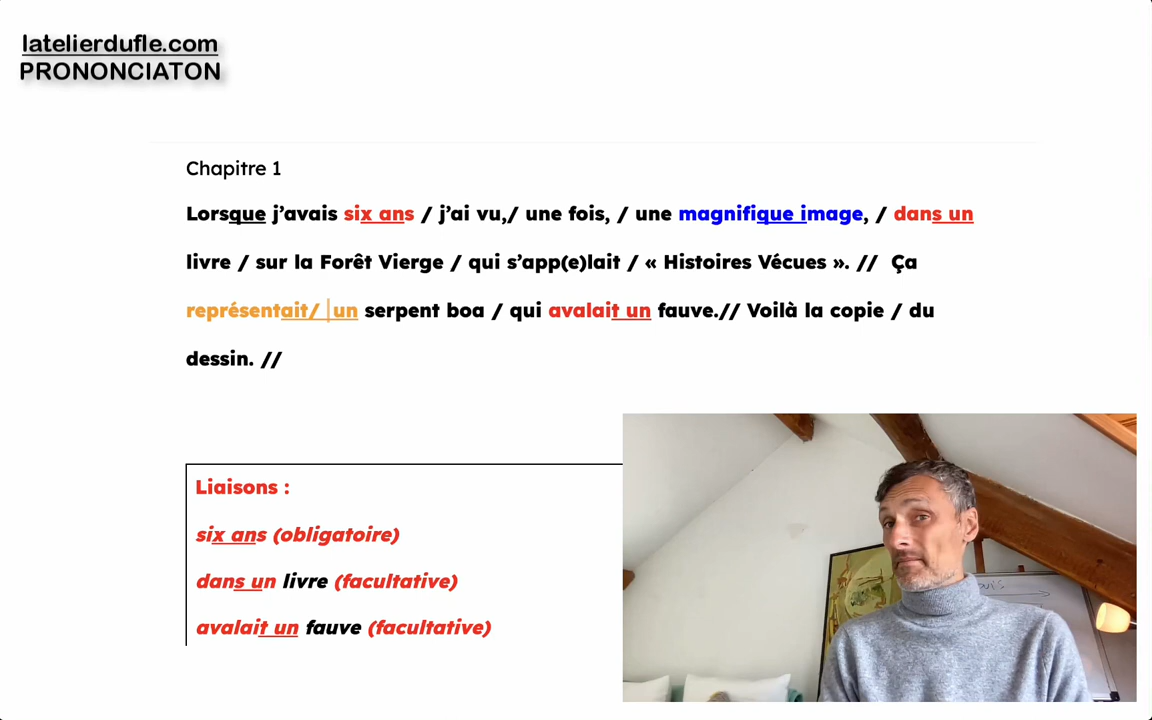 latelierdufle.com
PRONONCIATON
Chapitre 1
Lorsque j’avais six ans / j’ai vu,/ une fois, / une magnifique image, / dans un
livre / sur la Forêt Vierge / qui s’app(e)lait / « Histoires Vécues ». // Ça
représentait/ un serpent boa / qui avalait un fauve.// Voilà la copie / du
dessin. //
Liaisons :
six ans (obligatoire)
dans un livre (facultative)
avalait un fauve (facultative)